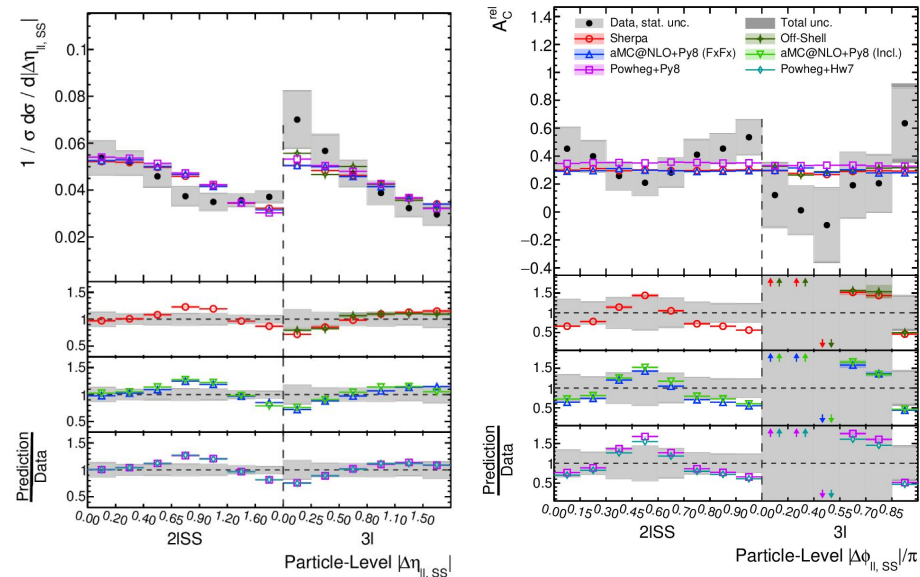 1 / σ dσ / d|Δη_ll, SS|
0.1
0.08
0.06
0.04
0.02
1.5
1.0
0.5
1.5
1.0
0.5
1.5
1.0
0.5
Prediction
Data
0.00 0.20 0.40 0.65 0.80 1.20 1.60 0.00 0.25 0.50 0.80 1.10 1.50
2lSS 3l
Particle-Level |Δη_ll, SS|
A_C^rel
1.4
1.2
1
0.8
0.6
0.4
0.2
0
−0.2
−0.4
Data, stat. unc. Total unc.
Sherpa Off-Shell
aMC@NLO+Py8 (FxFx) aMC@NLO+Py8 (Incl.)
Powheg+Py8 Powheg+Hw7
1.5
1.0
0.5
1.5
1.0
0.5
1.5
1.0
0.5
Prediction
Data
0.00 0.15 0.30 0.45 0.60 0.70 0.80 0.90 0.00 0.20 0.40 0.55 0.70 0.85
2lSS 3l
Particle-Level |Δϕ_ll, SS|/π